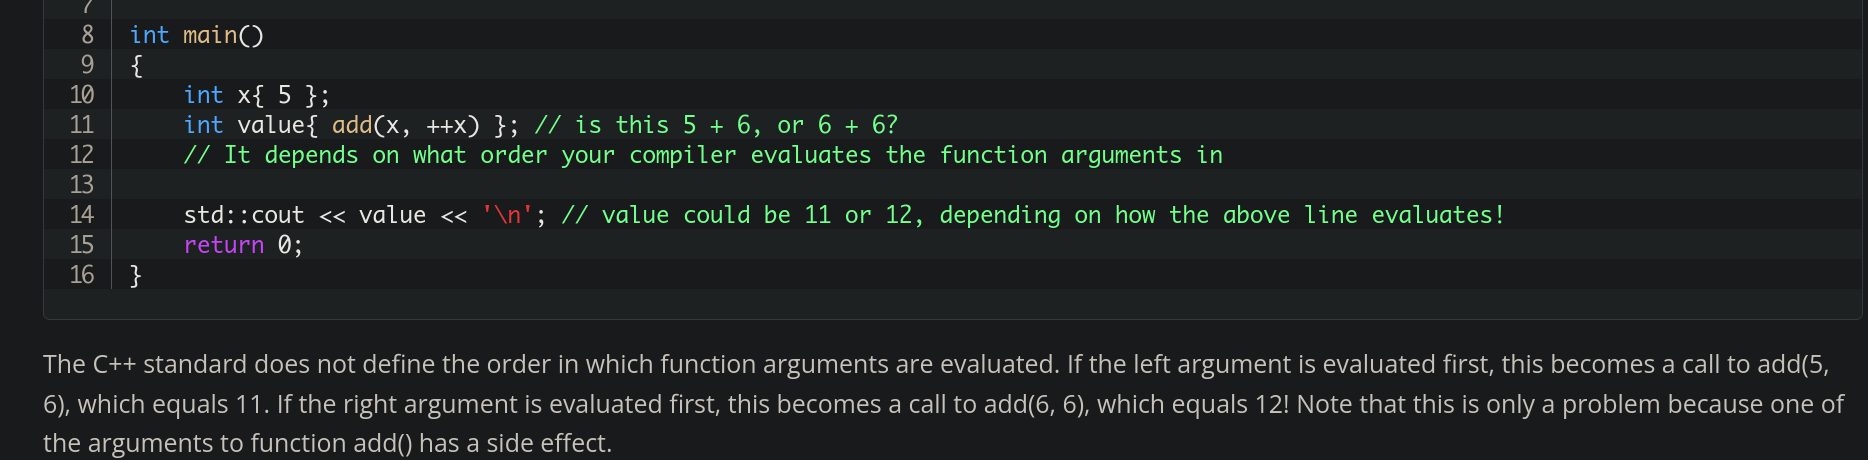 7
8 int main()
9 {
10 int x{ 5 };
11 int value{ add(x, ++x) }; // is this 5 + 6, or 6 + 6?
12 // It depends on what order your compiler evaluates the function arguments in
13
14 std::cout << value << '\n'; // value could be 11 or 12, depending on how the above line evaluates!
15 return 0;
16 }
The C++ standard does not define the order in which function arguments are evaluated. If the left argument is evaluated first, this becomes a call to add(5,
6), which equals 11. If the right argument is evaluated first, this becomes a call to add(6, 6), which equals 12! Note that this is only a problem because one of
the arguments to function add() has a side effect.